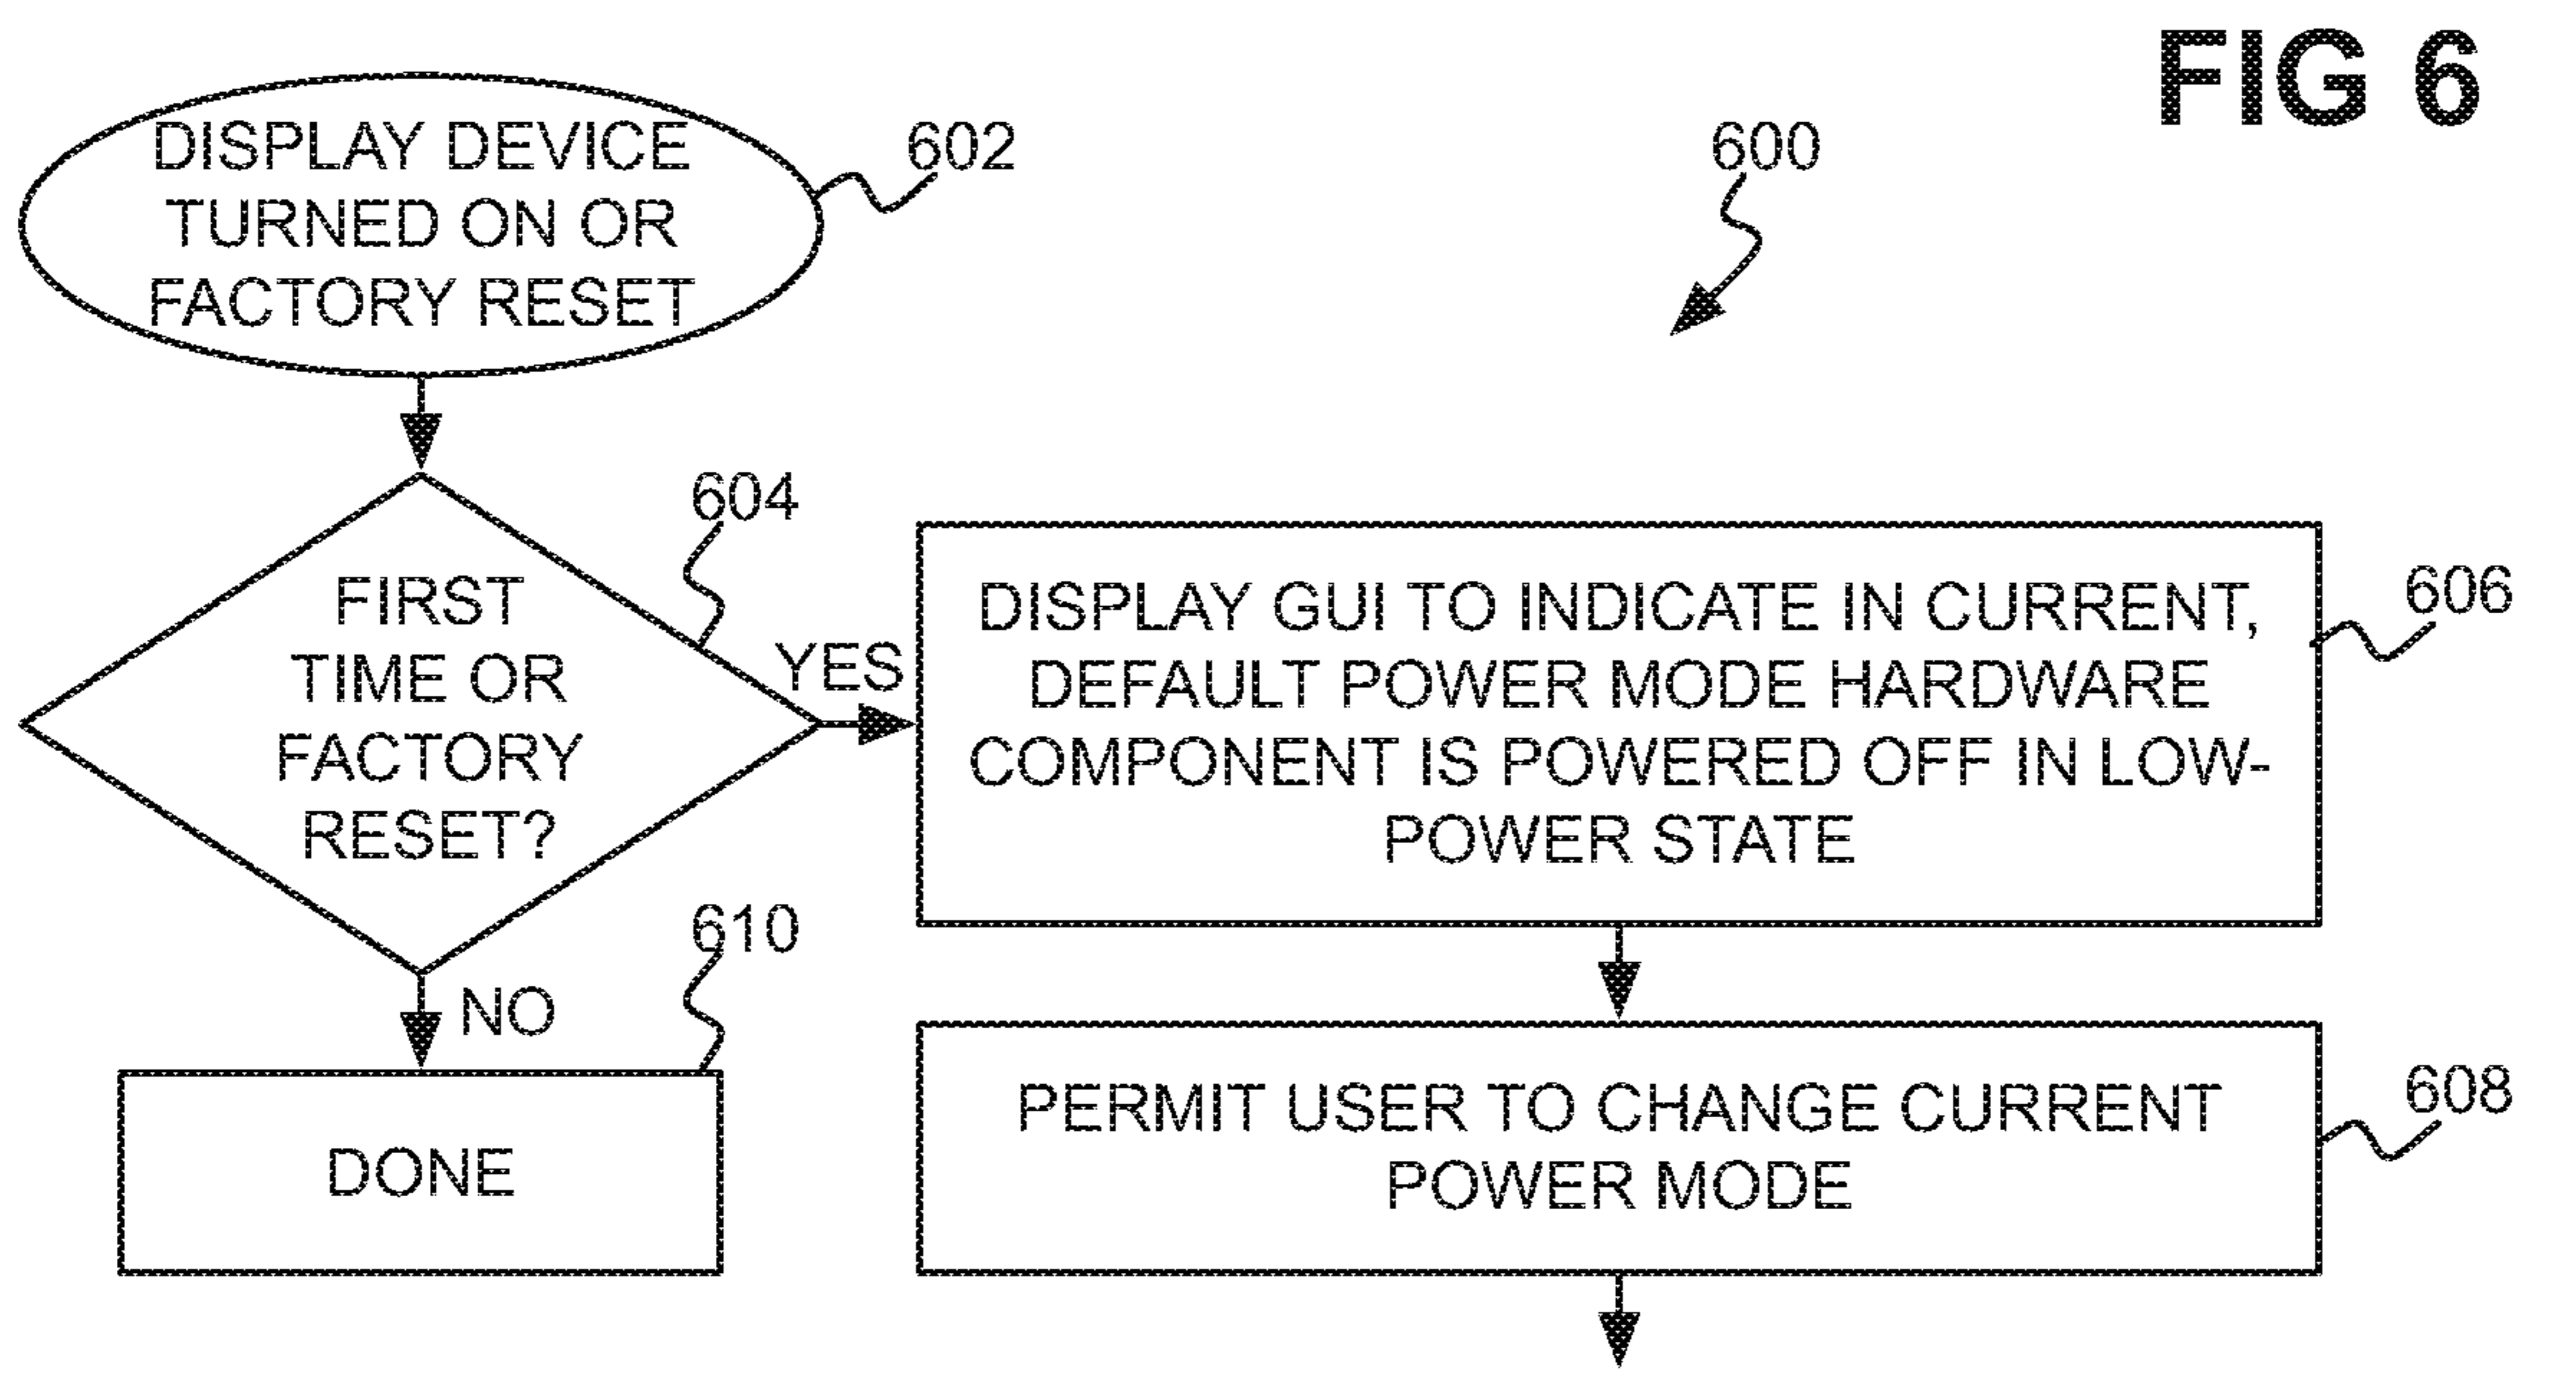 FIG 6
600
DISPLAY DEVICE
TURNED ON OR
FACTORY RESET
602
FIRST
TIME OR
FACTORY
RESET?
604
YES
DISPLAY GUI TO INDICATE IN CURRENT,
DEFAULT POWER MODE HARDWARE
COMPONENT IS POWERED OFF IN LOW-
POWER STATE
606
NO
610
DONE
PERMIT USER TO CHANGE CURRENT
POWER MODE
608